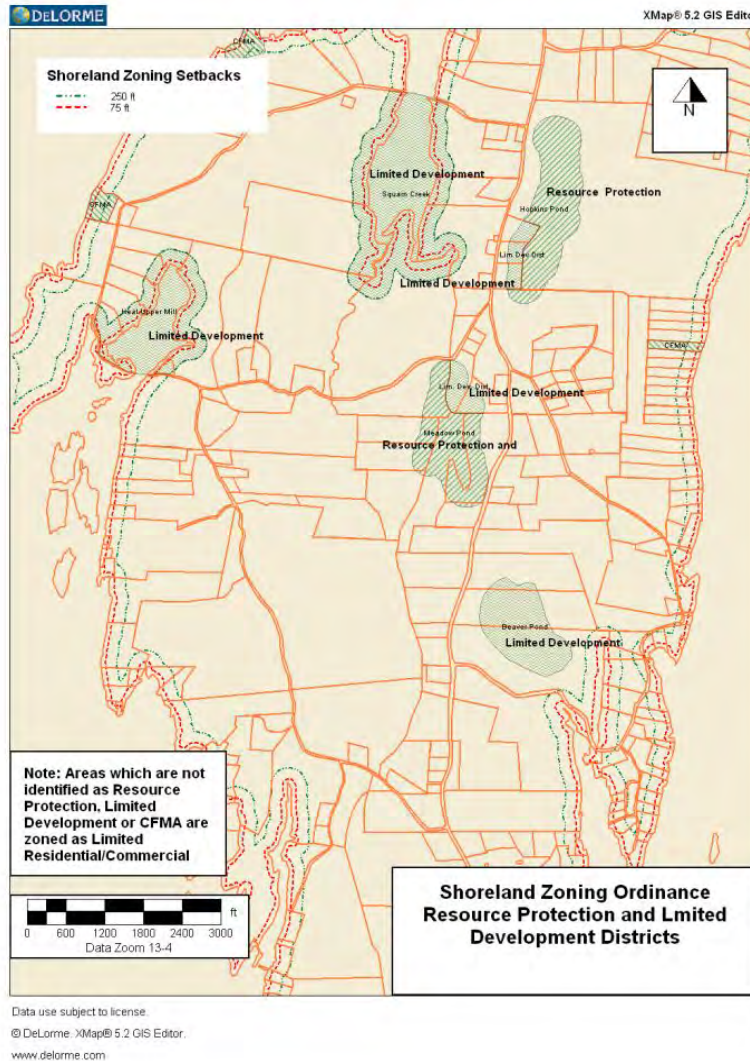 DELORME
XMap® 5.2 GIS Editor
CFMA
Shoreland Zoning Setbacks
250 ft
75 ft
N
Limited Development
Squam Creek
Resource Protection
Hopkins Pond
CFMA
Lim. Dev. Dist
Limited Development
Heal Upper Mill
Limited Development
CFMA
Lim. Dev. Dist
Limited Development
Meadow Pond
Resource Protection and
Beaver Pond
Limited Development
Note: Areas which are not
identified as Resource
Protection, Limited
Development or CFMA are
zoned as Limited
Residential/Commercial
ft
0 600 1200 1800 2400 3000
Data Zoom 13-4
Shoreland Zoning Ordinance
Resource Protection and Lmited
Development Districts
Data use subject to license.
© DeLorme. XMap® 5.2 GIS Editor.
www.delorme.com